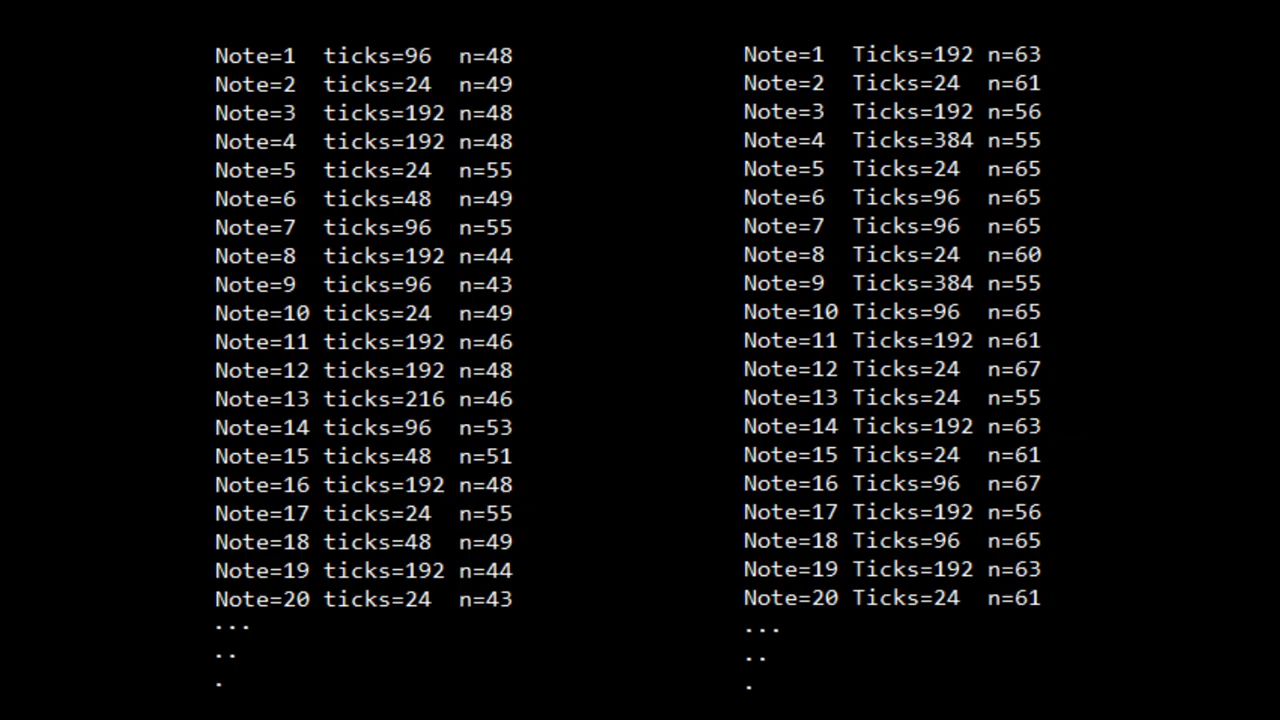 Note=1  ticks=96  n=48
Note=2  ticks=24  n=49
Note=3  ticks=192 n=48
Note=4  ticks=192 n=48
Note=5  ticks=24  n=55
Note=6  ticks=48  n=49
Note=7  ticks=96  n=55
Note=8  ticks=192 n=44
Note=9  ticks=96  n=43
Note=10 ticks=24  n=49
Note=11 ticks=192 n=46
Note=12 ticks=192 n=48
Note=13 ticks=216 n=46
Note=14 ticks=96  n=53
Note=15 ticks=48  n=51
Note=16 ticks=192 n=48
Note=17 ticks=24  n=55
Note=18 ticks=48  n=49
Note=19 ticks=192 n=44
Note=20 ticks=24  n=43
...
..
.
Note=1  Ticks=192 n=63
Note=2  Ticks=24  n=61
Note=3  Ticks=192 n=56
Note=4  Ticks=384 n=55
Note=5  Ticks=24  n=65
Note=6  Ticks=96  n=65
Note=7  Ticks=96  n=65
Note=8  Ticks=24  n=60
Note=9  Ticks=384 n=55
Note=10 Ticks=96  n=65
Note=11 Ticks=192 n=61
Note=12 Ticks=24  n=67
Note=13 Ticks=24  n=55
Note=14 Ticks=192 n=63
Note=15 Ticks=24  n=61
Note=16 Ticks=96  n=67
Note=17 Ticks=192 n=56
Note=18 Ticks=96  n=65
Note=19 Ticks=192 n=63
Note=20 Ticks=24  n=61
...
..
.